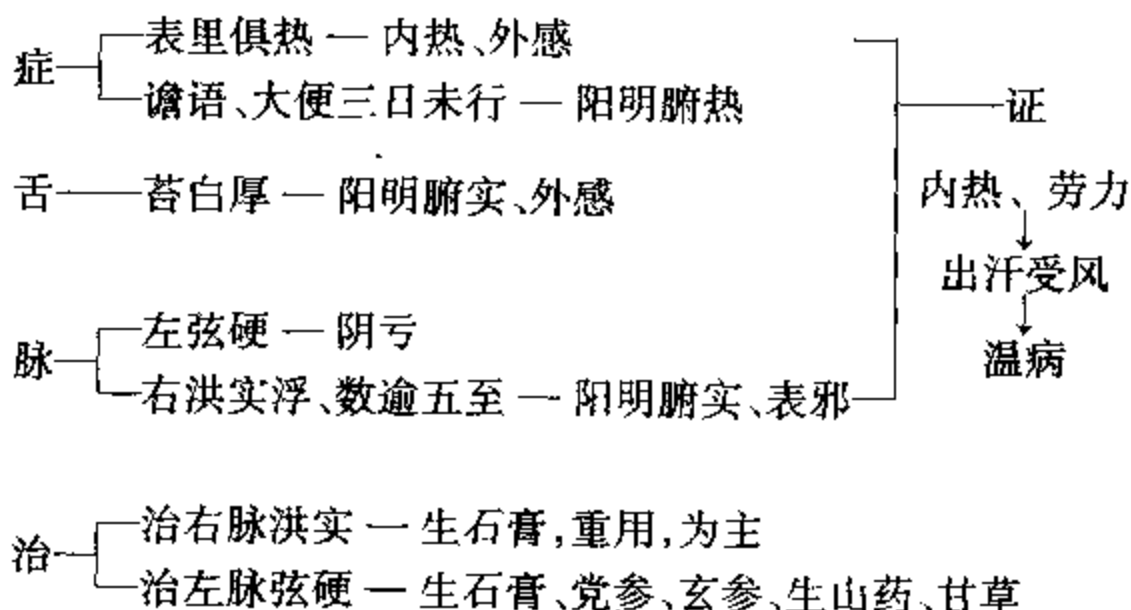 症
表里俱热 — 内热、外感
谵语、大便三日未行 — 阳明腑热
证
舌 — 苔白厚 — 阳明腑实、外感
内热、劳力
出汗受风
温病
脉
左弦硬 — 阴亏
右洪实浮、数逾五至 — 阳明腑实、表邪
治
治右脉洪实 — 生石膏,重用,为主
治左脉弦硬 — 生石膏、党参、玄参、生山药、甘草